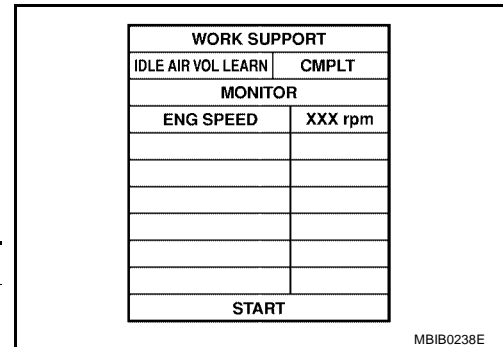 WORK SUPPORT
IDLE AIR VOL LEARN CMPLT
MONITOR
ENG SPEED XXX rpm
START
MBIB0238E